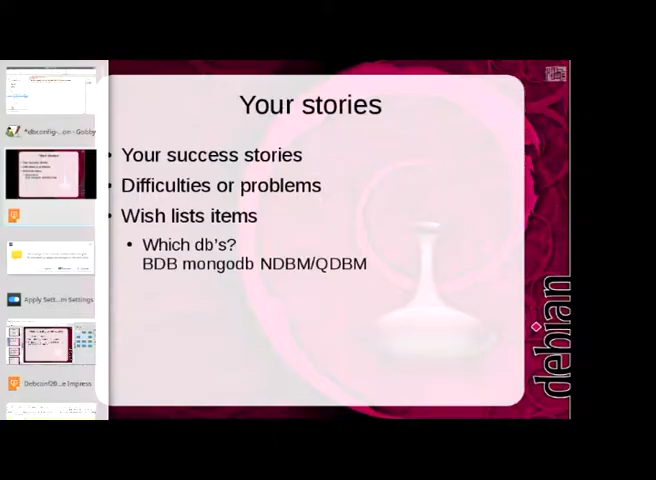 Your stories
Your success stories
Difficulties or problems
Wish lists items
Which db's?
BDB mongodb NDBM/QDBM
debian
*dbconfig-...on - Gobby
Apply Sett...m Settings
Debconf20...e Impress